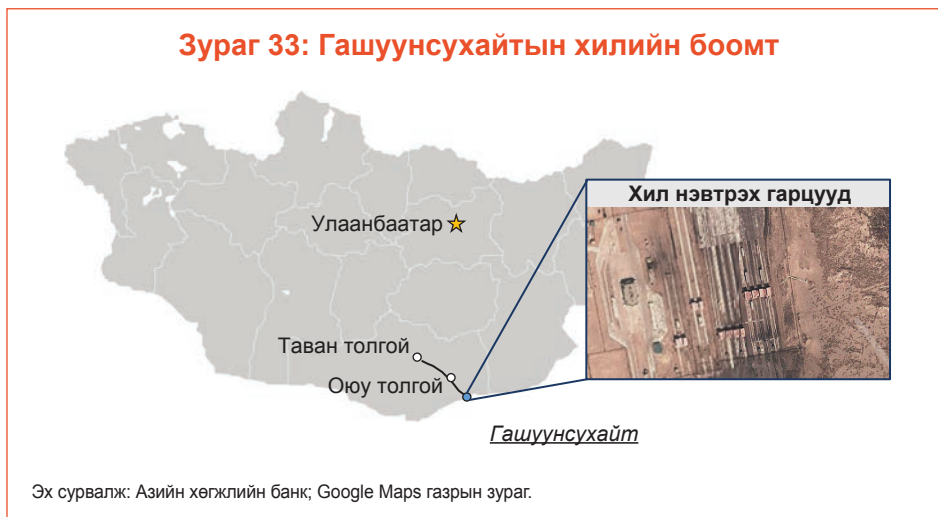 Зураг 33: Гашуунсухайтын хилийн боомт
Хил нэвтрэх гарцууд
Улаанбаатар
Таван толгой
Оюу толгой
Гашуунсухайт
Эх сурвалж: Азийн хөгжлийн банк; Google Maps газрын зураг.